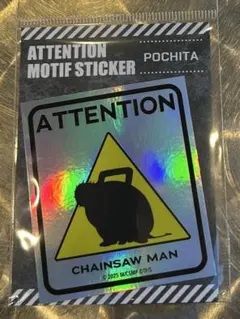 ATTENTION
MOTIF STICKER
POCHITA
ATTENTION
CHAINSAW MAN